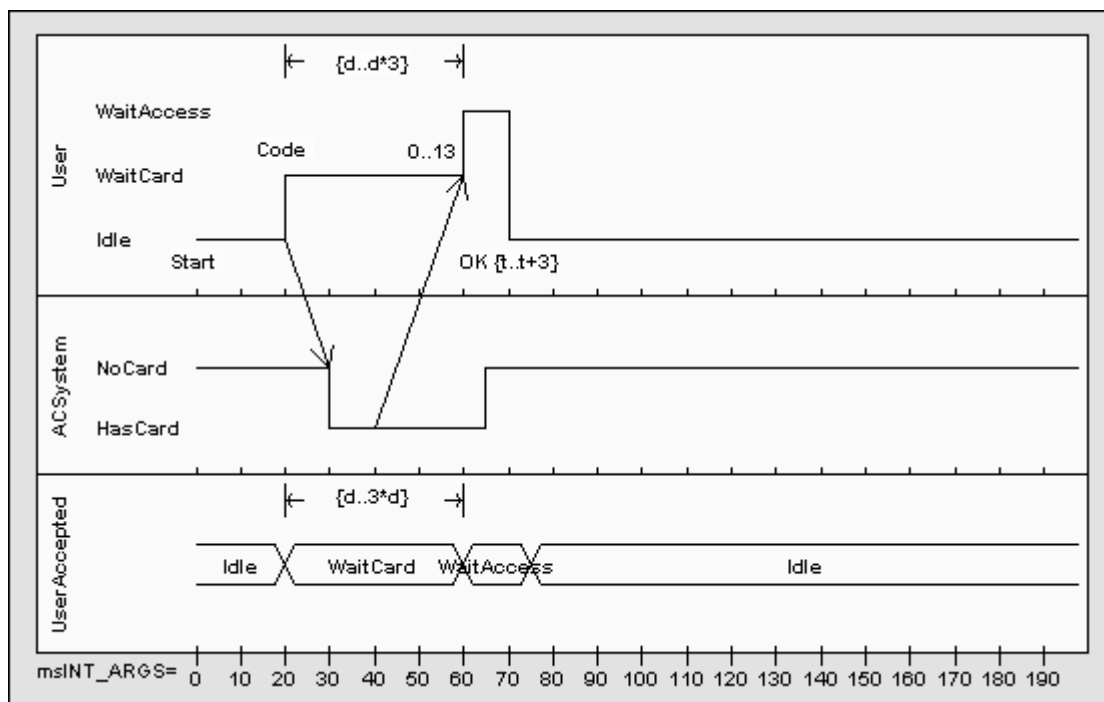 {d..d*3}
WaitAccess
Code
0..13
User
WaitCard
Idle
Start
OK {t..t+3}
ACSystem
NoCard
HasCard
{d..3*d}
UserAccepted
Idle
WaitCard
WaitAccess
Idle
msINT_ARGS= 0 10 20 30 40 50 60 70 80 90 100 110 120 130 140 150 160 170 180 190